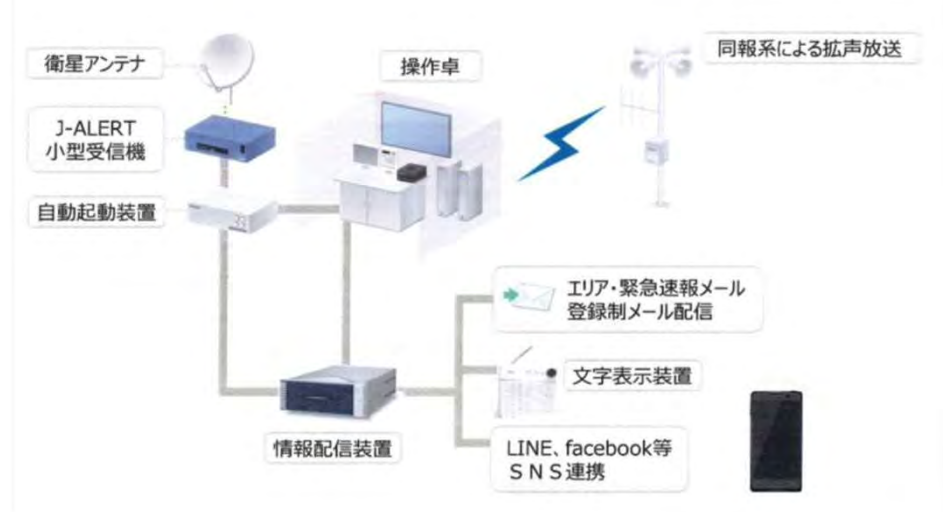 衛星アンテナ
J-ALERT
小型受信機
自動起動装置
操作卓
同報系による拡声放送
エリア・緊急速報メール
登録制メール配信
文字表示装置
情報配信装置
LINE、facebook等
ＳＮＳ連携